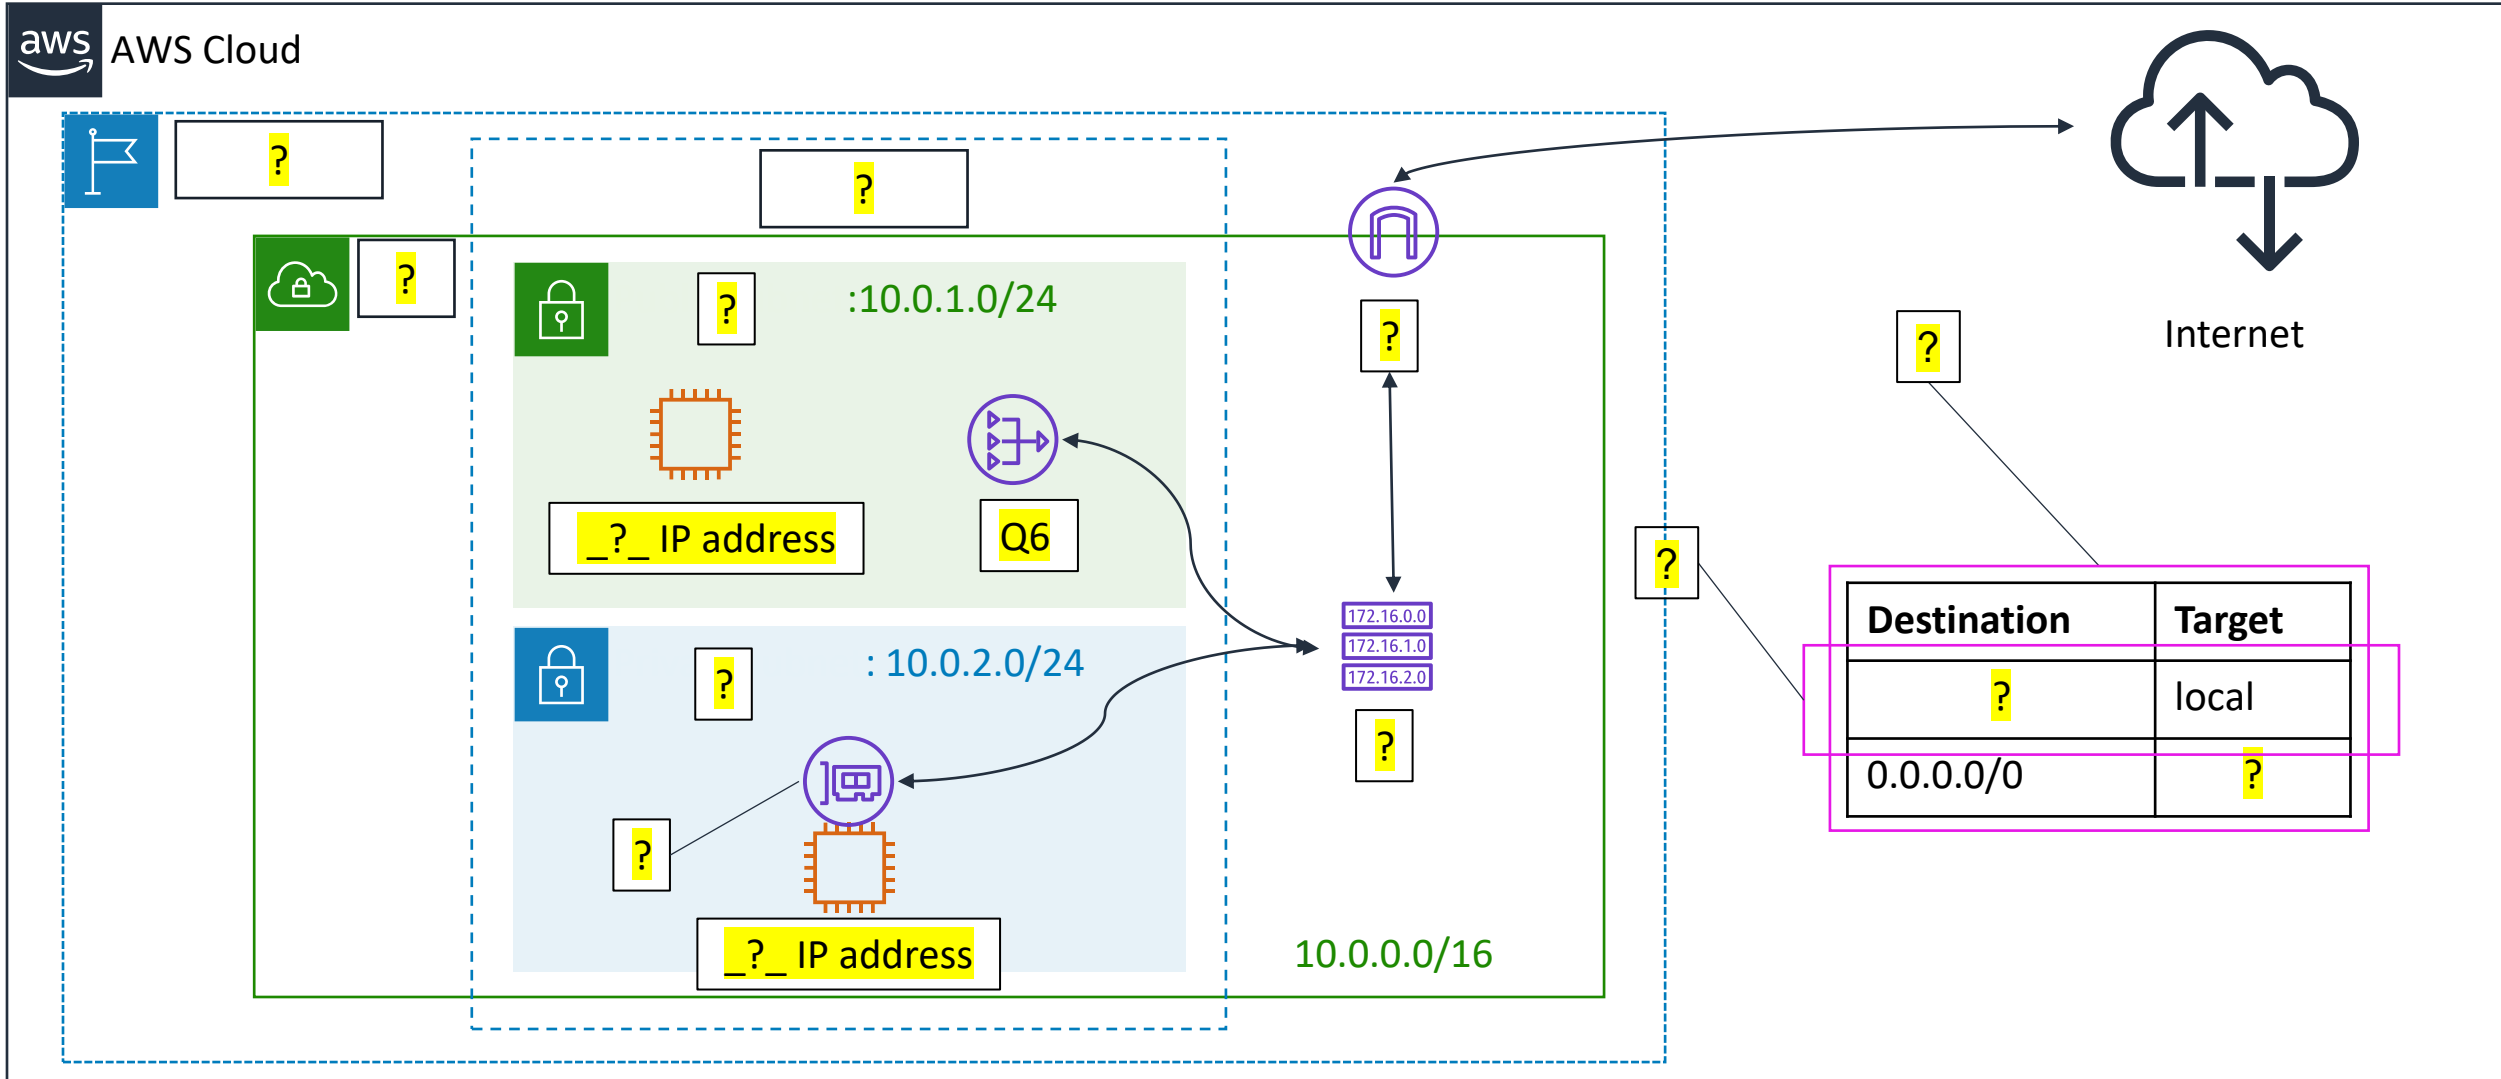 aws
AWS Cloud
?
?
?
?
:10.0.1.0/24
?
?
Internet
_?_ IP address
Q6
?
172.16.0.0
172.16.1.0
172.16.2.0
?
: 10.0.2.0/24
?
?
_?_ IP address
10.0.0.0/16
Destination Target
? local
0.0.0.0/0 ?